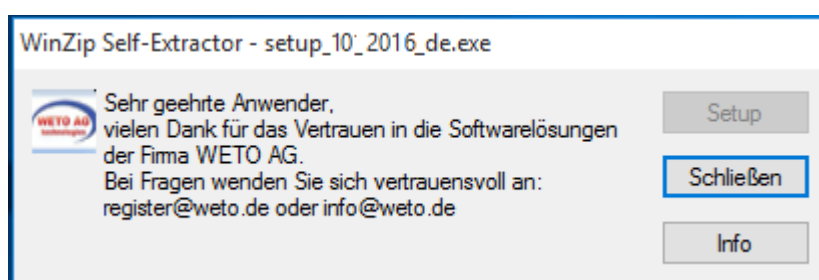 WinZip Self-Extractor - setup_10_2016_de.exe
WETO AG
technologies
Sehr geehrte Anwender,
vielen Dank für das Vertrauen in die Softwarelösungen
der Firma WETO AG.
Bei Fragen wenden Sie sich vertrauensvoll an:
register@weto.de oder info@weto.de
Setup
Schließen
Info